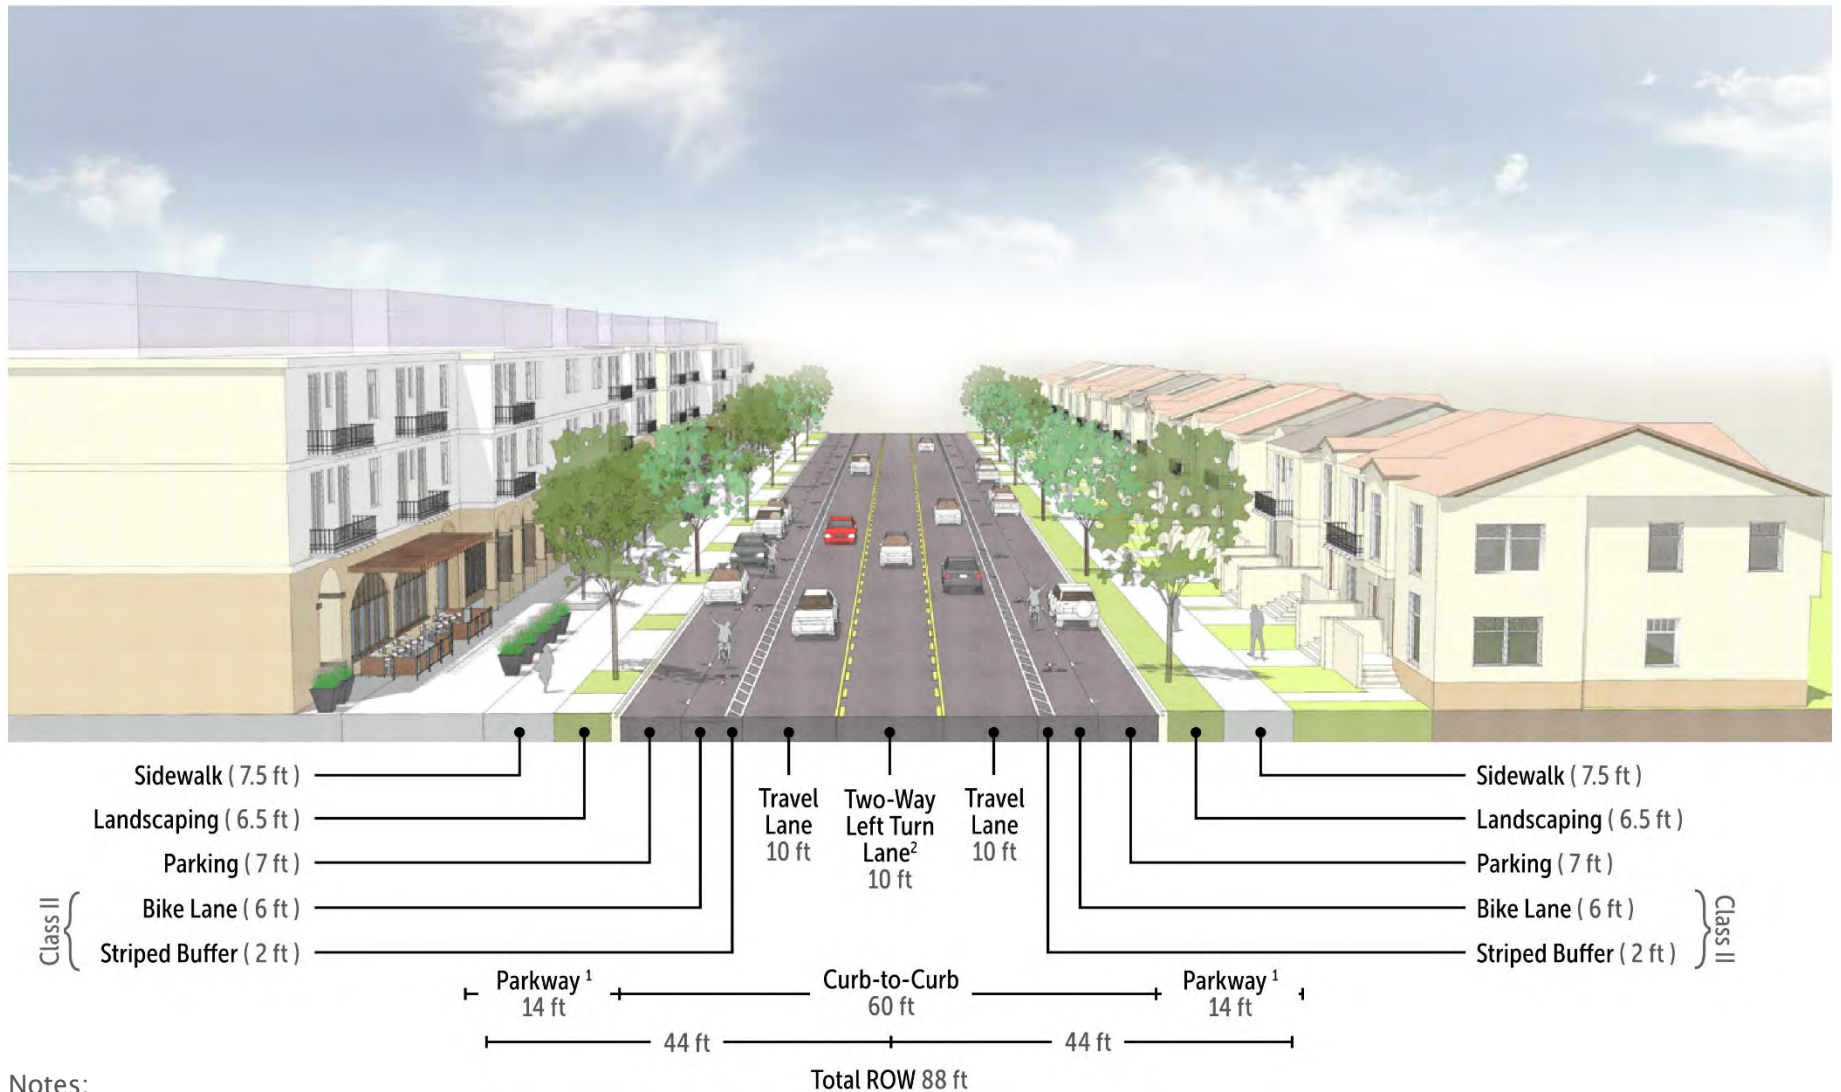 Sidewalk ( 7.5 ft )
Landscaping ( 6.5 ft )
Parking ( 7 ft )
Class II
Bike Lane ( 6 ft )
Striped Buffer ( 2 ft )
Travel
Lane
10 ft
Two-Way
Left Turn
Lane²
10 ft
Travel
Lane
10 ft
Sidewalk ( 7.5 ft )
Landscaping ( 6.5 ft )
Parking ( 7 ft )
Bike Lane ( 6 ft )
Striped Buffer ( 2 ft )
Class II
Parkway ¹
14 ft
Curb-to-Curb
60 ft
Parkway ¹
14 ft
44 ft
44 ft
Total ROW 88 ft
Notes: